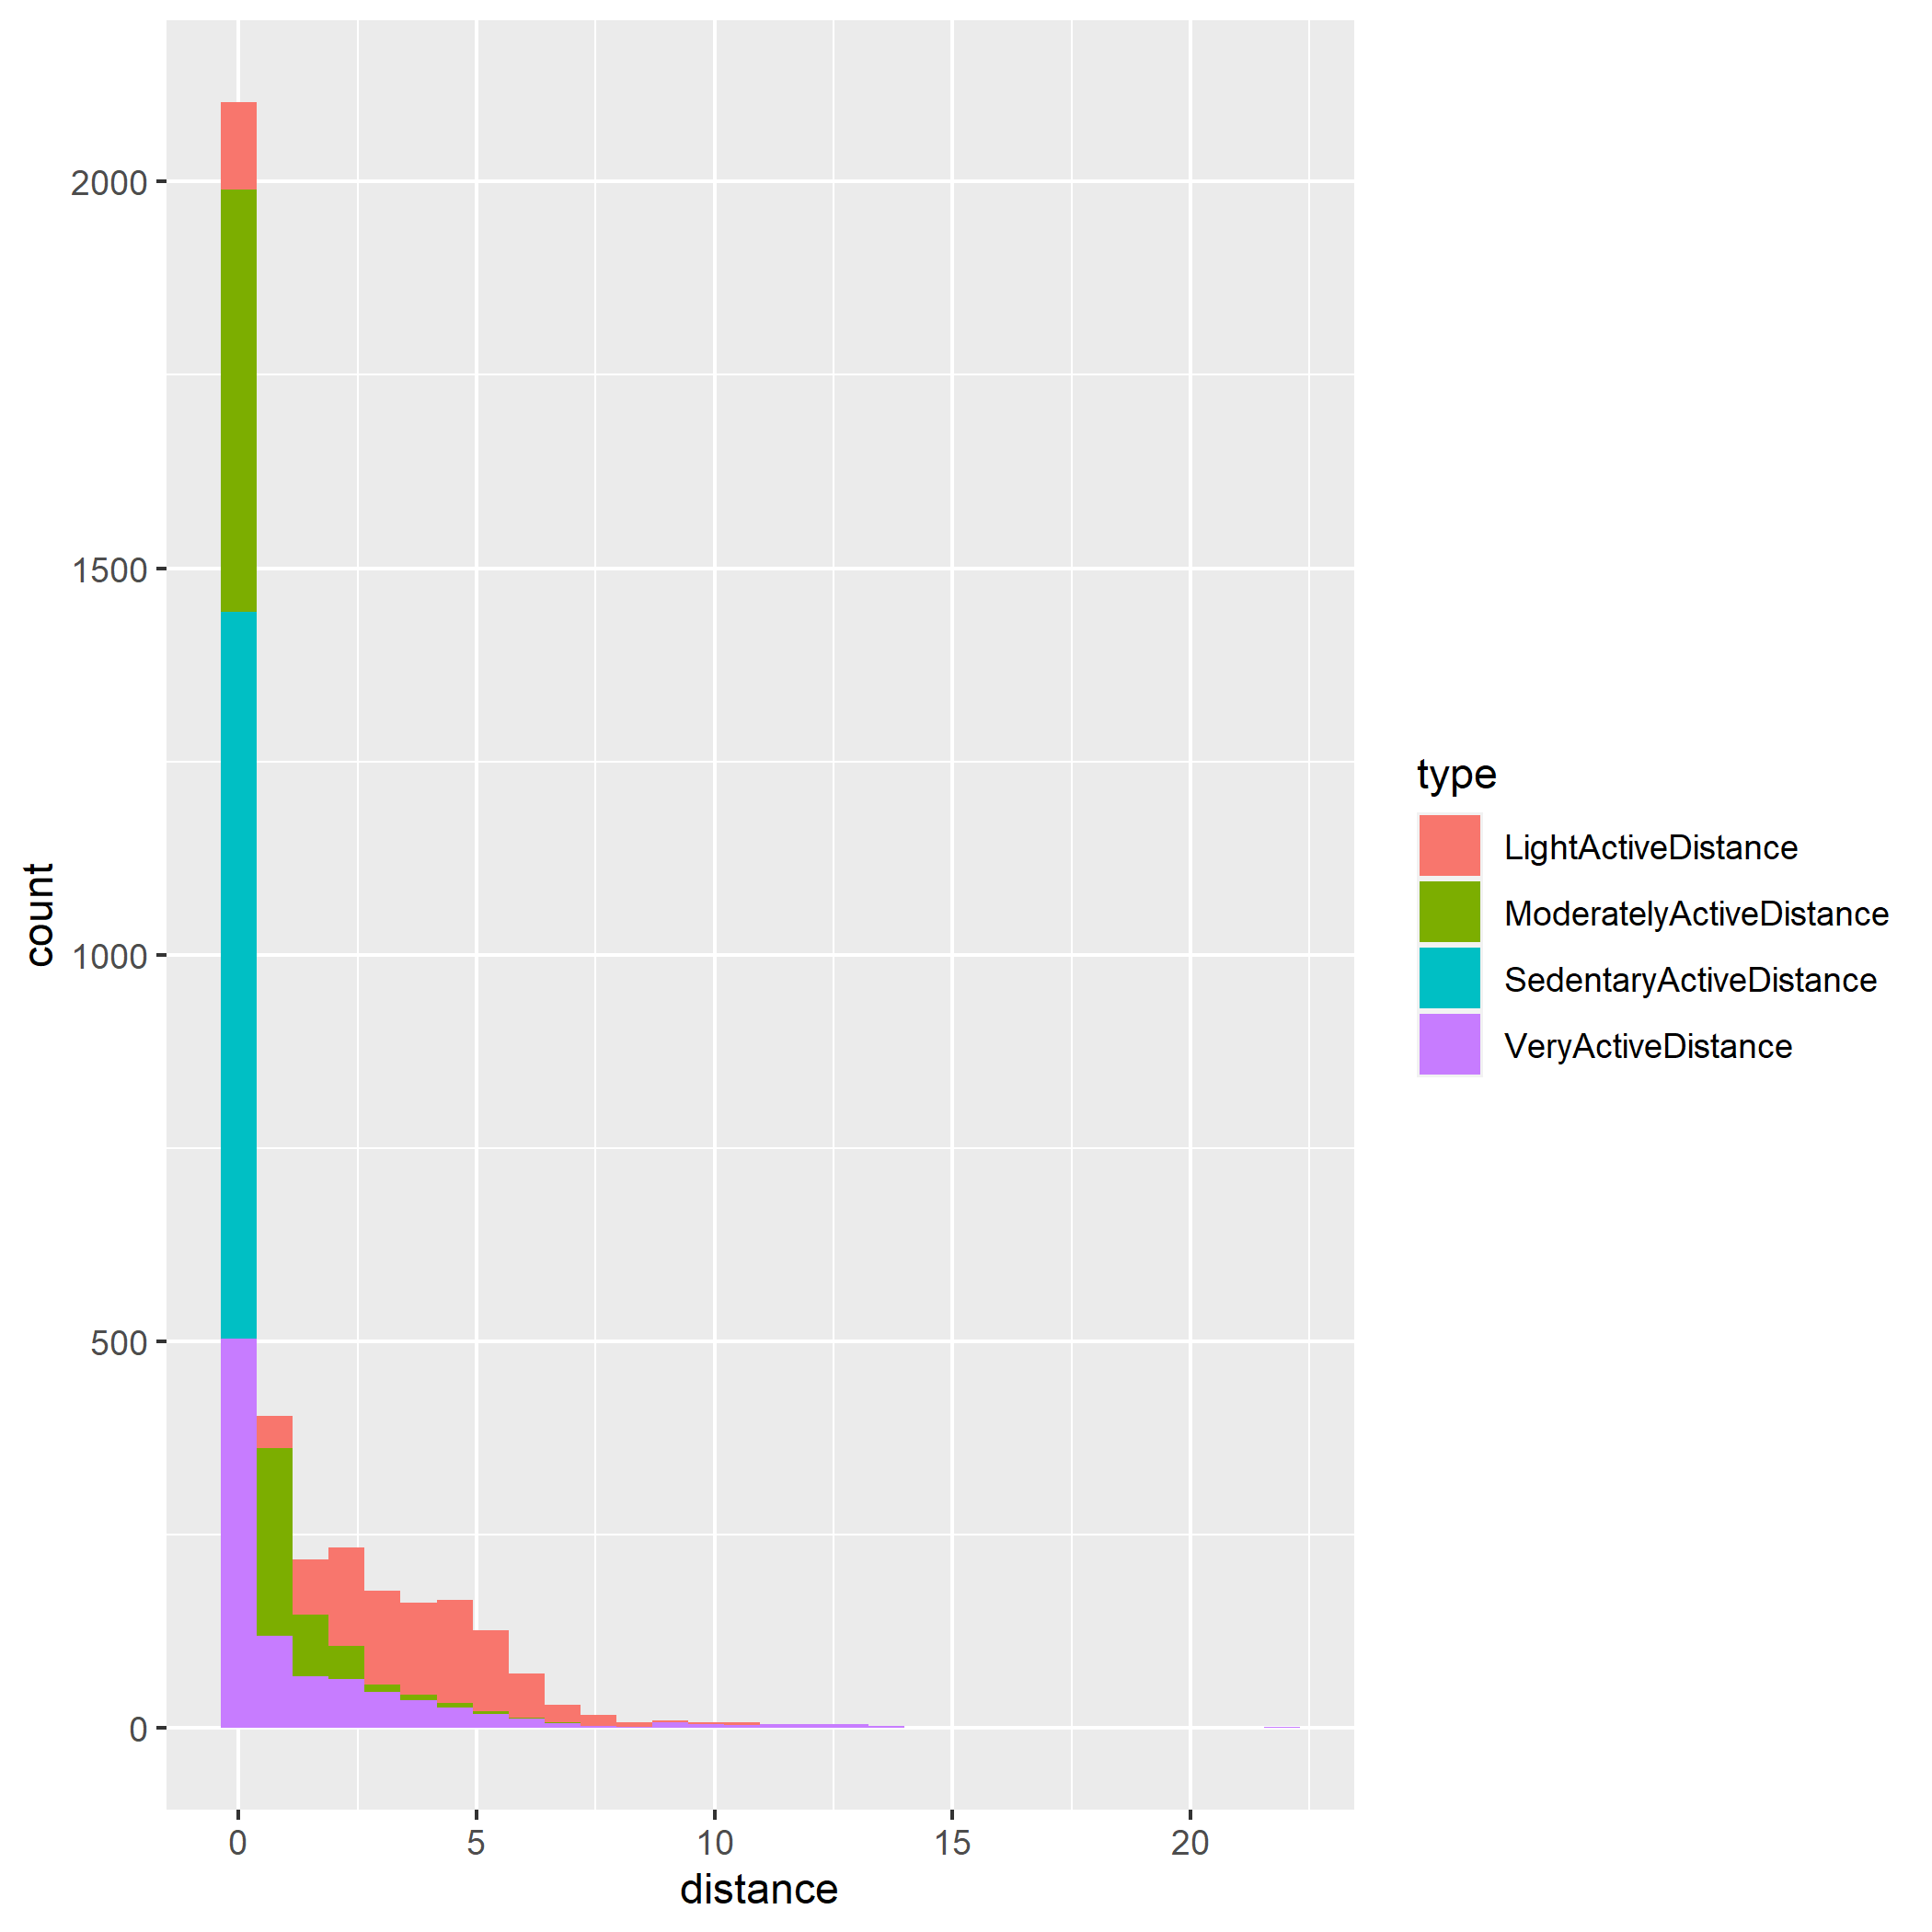 2000
1500
1000
500
0
count
0 5 10 15 20
distance
type
LightActiveDistance
ModeratelyActiveDistance
SedentaryActiveDistance
VeryActiveDistance